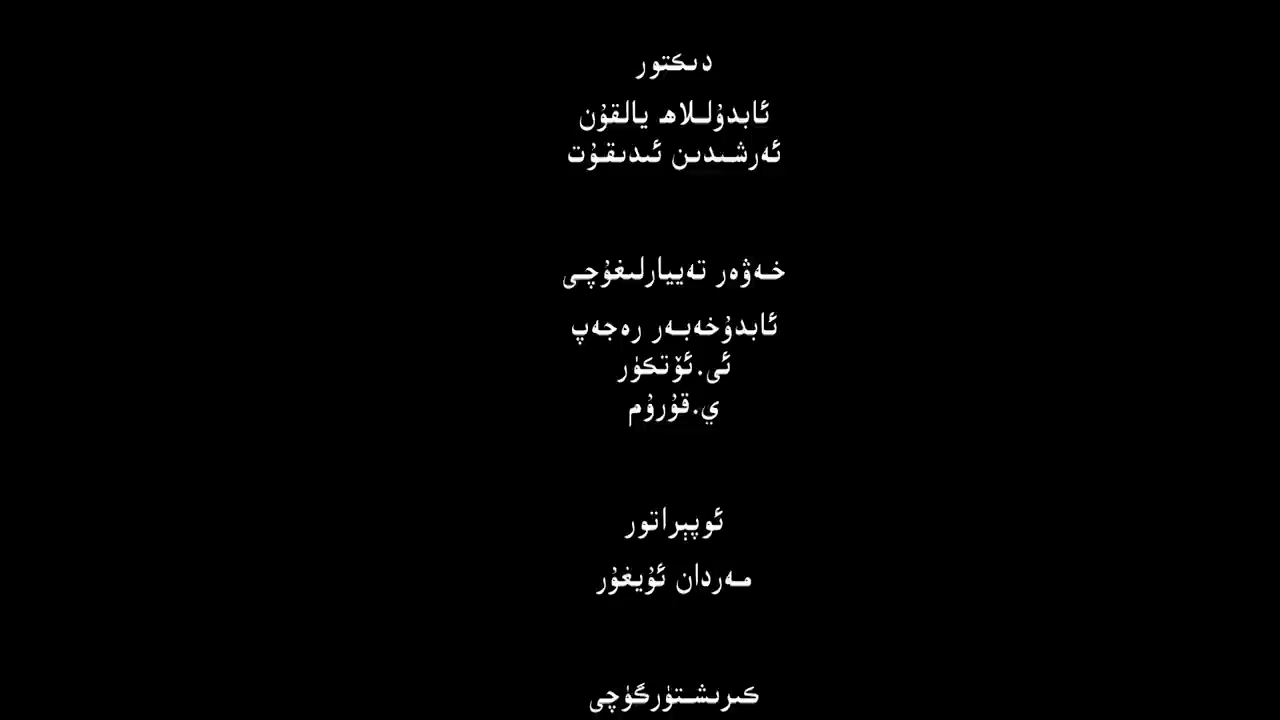 دىكتور
ئابدۇللاھ يالقۇن
ئەرشىدىن ئىدىقۇت
خەۋەر تەييارلىغۇچى
ئابدۇخەبەر رەجەپ
ئى.ئۆتكۈر
ي.قۇرۇم
ئوپېراتور
مەردان ئۇيغۇر
كىرىشتۈرگۈچى